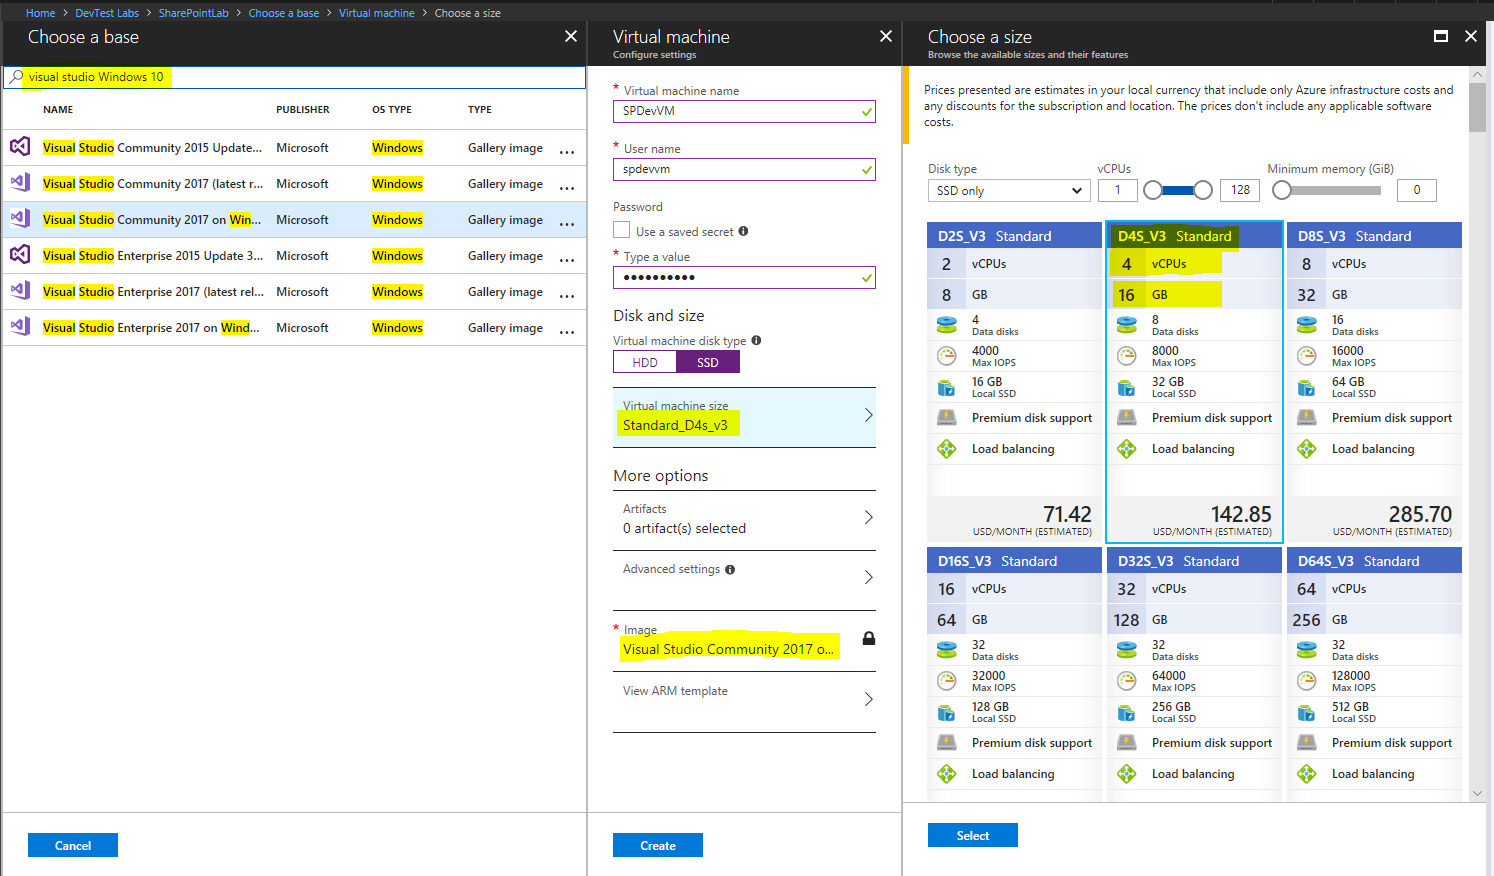 Home > DevTest Labs > SharePointLab > Choose a base > Virtual machine > Choose a size
Choose a base
visual studio Windows 10
NAME PUBLISHER OS TYPE TYPE
Visual Studio Community 2015 Update... Microsoft Windows Gallery image ...
Visual Studio Community 2017 (latest r... Microsoft Windows Gallery image ...
Visual Studio Community 2017 on Win... Microsoft Windows Gallery image ...
Visual Studio Enterprise 2015 Update 3... Microsoft Windows Gallery image ...
Visual Studio Enterprise 2017 (latest rel... Microsoft Windows Gallery image ...
Visual Studio Enterprise 2017 on Wind... Microsoft Windows Gallery image ...
Cancel
Virtual machine
Configure settings
* Virtual machine name
SPDevVM
* User name
spdevvm
Password
Use a saved secret
* Type a value
••••••••••
Disk and size
Virtual machine disk type
HDD SSD
Virtual machine size
Standard_D4s_v3
More options
Artifacts
0 artifact(s) selected
Advanced settings
* Image
Visual Studio Community 2017 o...
View ARM template
Create
Choose a size
Browse the available sizes and their features
Prices presented are estimates in your local currency that include only Azure infrastructure costs and
any discounts for the subscription and location. The prices don't include any applicable software
costs.
Disk type vCPUs Minimum memory (GiB)
SSD only 1 128 0
D2S_V3 Standard
2 vCPUs
8 GB
4
Data disks
4000
Max IOPS
16 GB
Local SSD
Premium disk support
Load balancing
71.42
USD/MONTH (ESTIMATED)
D4S_V3 Standard
4 vCPUs
16 GB
8
Data disks
8000
Max IOPS
32 GB
Local SSD
Premium disk support
Load balancing
142.85
USD/MONTH (ESTIMATED)
D8S_V3 Standard
8 vCPUs
32 GB
16
Data disks
16000
Max IOPS
64 GB
Local SSD
Premium disk support
Load balancing
285.70
USD/MONTH (ESTIMATED)
D16S_V3 Standard
16 vCPUs
64 GB
32
Data disks
32000
Max IOPS
128 GB
Local SSD
Premium disk support
Load balancing
D32S_V3 Standard
32 vCPUs
128 GB
32
Data disks
64000
Max IOPS
256 GB
Local SSD
Premium disk support
Load balancing
D64S_V3 Standard
64 vCPUs
256 GB
32
Data disks
128000
Max IOPS
512 GB
Local SSD
Premium disk support
Load balancing
Select